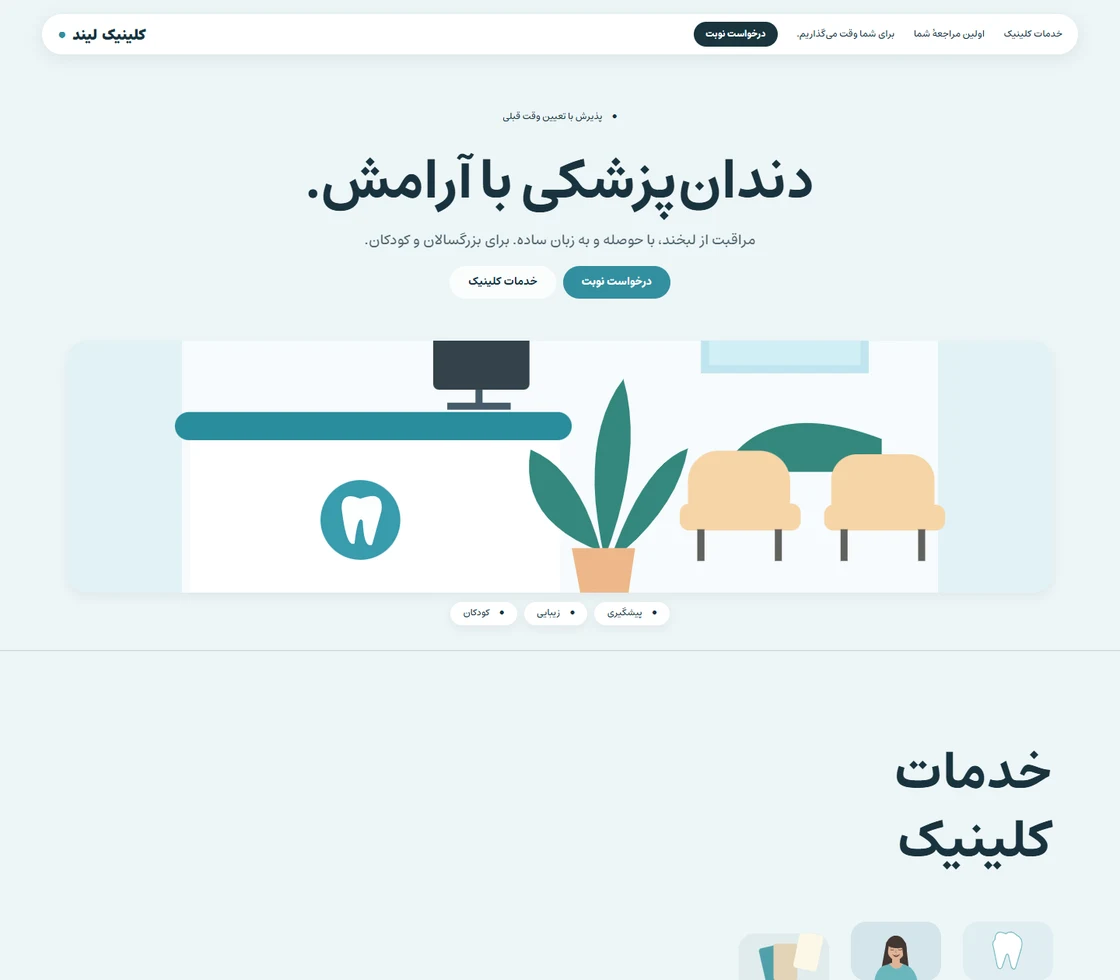 خدمات کلینیک
اولین مراجعهٔ شما
برای شما وقت می‌گذاریم.
درخواست نوبت
کلینیک لیند
پذیرش با تعیین وقت قبلی
دندان‌پزشکی با آرامش.
مراقبت از لبخند، با حوصله و به زبان ساده. برای بزرگسالان و کودکان.
درخواست نوبت
خدمات کلینیک
پیشگیری
زیبایی
کودکان
خدمات
کلینیک